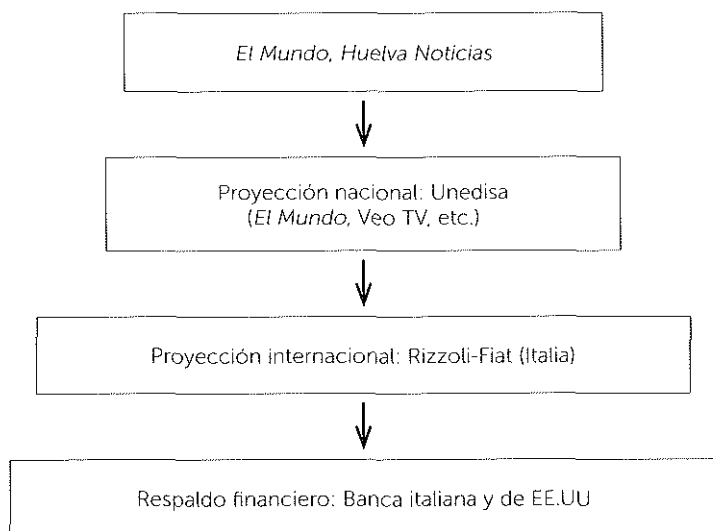 El Mundo, Huelva Noticias
Proyección nacional: Unedisa
(El Mundo, Veo TV, etc.)
Proyección internacional: Rizzoli-Fiat (Italia)
Respaldo financiero: Banca italiana y de EE.UU